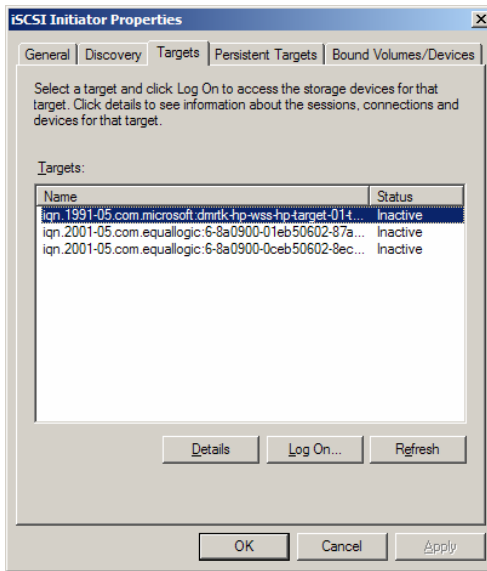 iSCSI Initiator Properties
General Discovery Targets Persistent Targets Bound Volumes/Devices
Select a target and click Log On to access the storage devices for that
target. Click details to see information about the sessions, connections and
devices for that target.
Targets:
Name Status
iqn.1991-05.com.microsoft:dmrtk-hp-wss-hp-target-01-t... Inactive
iqn.2001-05.com.equallogic:6-8a0900-01eb50602-87a... Inactive
iqn.2001-05.com.equallogic:6-8a0900-0ceb50602-8ec... Inactive
Details Log On... Refresh
OK Cancel Apply